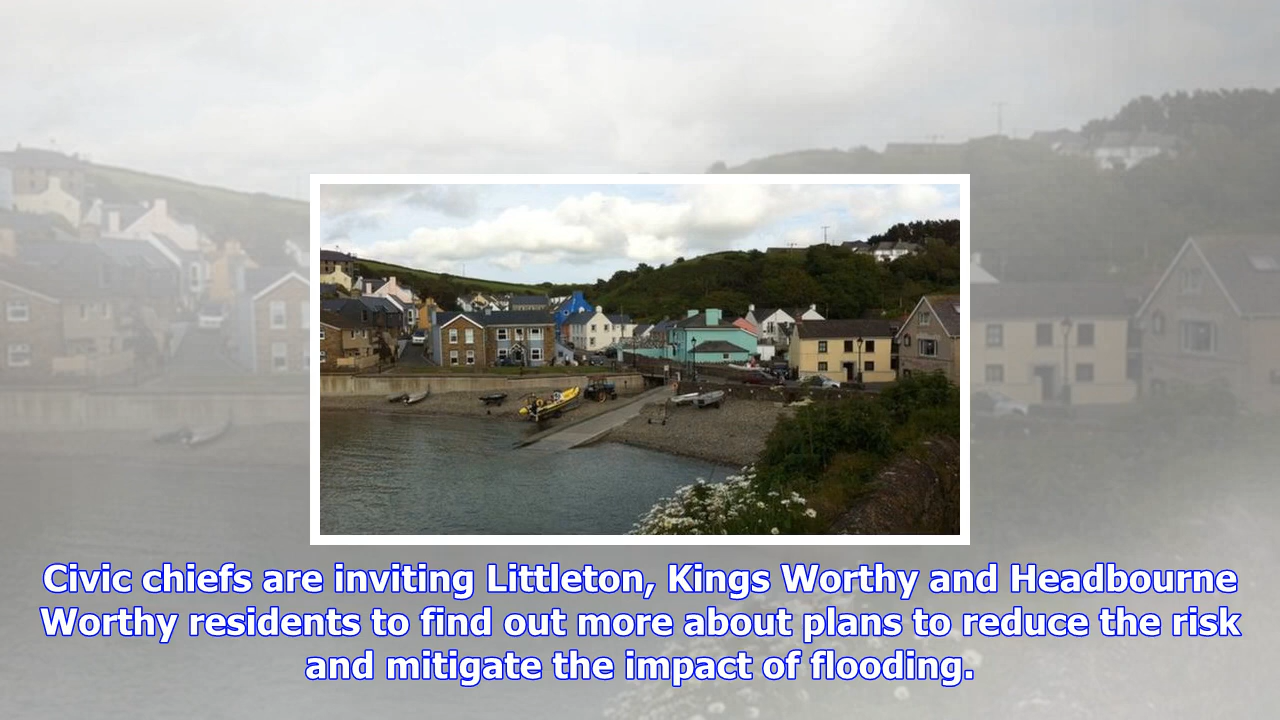 Civic chiefs are inviting Littleton, Kings Worthy and Headbourne
Worthy residents to find out more about plans to reduce the risk
and mitigate the impact of flooding.